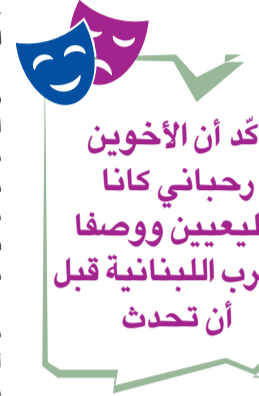 كّد أن الأخوين
رحباني كانا
ليعيين ووصفا
رب اللبنانية قبل
أن تحدث